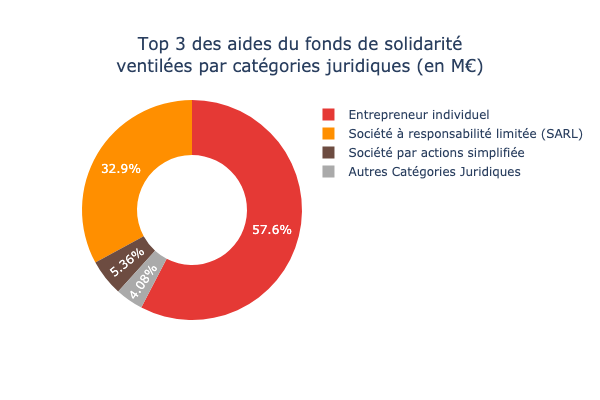 Top 3 des aides du fonds de solidarité
ventilées par catégories juridiques (en M€)
Entrepreneur individuel
Société à responsabilité limitée (SARL)
Société par actions simplifiée
Autres Catégories Juridiques
32.9%
57.6%
5.36%
4.08%